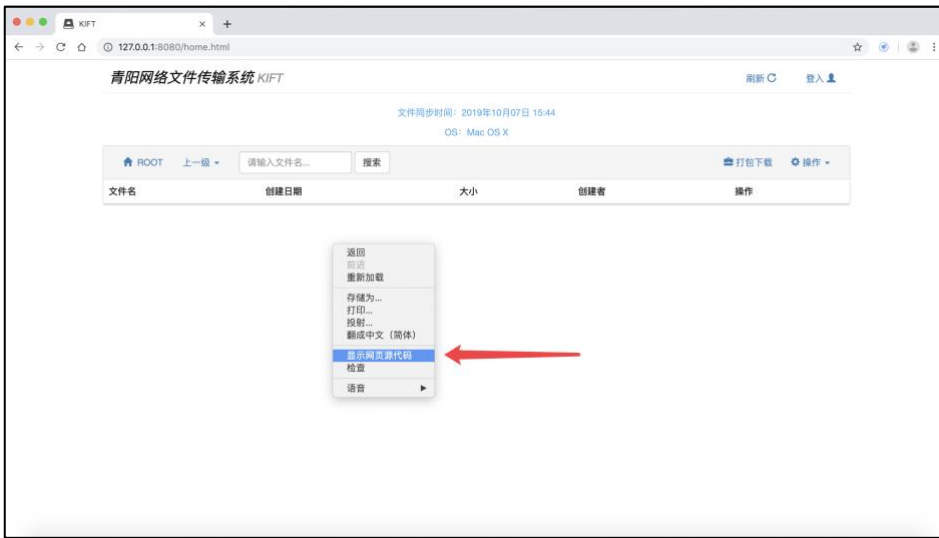 KIFT
127.0.0.1:8080/home.html
青阳网络文件传输系统 KIFT 刷新 登入
文件同步时间：2019年10月07日 15:44
OS：Mac OS X
ROOT 上一级 请输入文件名... 搜索 打包下载 操作
文件名 创建日期 大小 创建者 操作
返回
前进
重新加载
存储为...
打印...
投射...
翻成中文（简体）
显示网页源代码
检查
语音